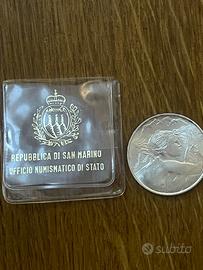 REPUBBLICA DI SAN MARINO
UFFICIO NUMISMATICO DI STATO
subito